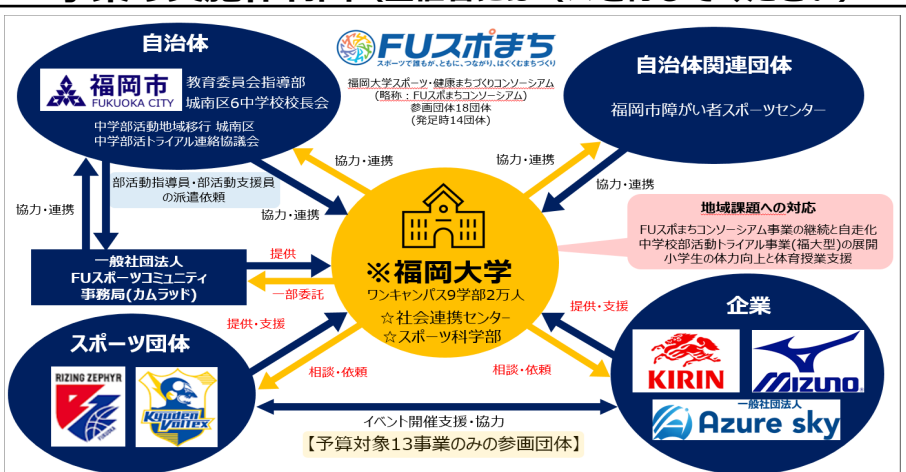 自治体
福岡市
FUKUOKA CITY
教育委員会指導部
城南区6中学校校長会
中学部活動地域移行 城南区
中学部活トライアル連絡協議会
FUスポまち
スポーツで誰もが、ともに、つながり、はぐくむまちづくり
福岡大学スポーツ・健康まちづくりコンソーシアム
(略称：FUスポまちコンソーシアム)
参画団体18団体
(発足時14団体)
自治体関連団体
福岡市障がい者スポーツセンター
協力・連携
協力・連携
協力・連携
部活動指導員・部活動支援員
の派遣依頼
協力・連携
協力・連携
地域課題への対応
FUスポまちコンソーシアム事業の継続と自走化
中学校部活動トライアル事業(福大型)の展開
小学生の体力向上と体育授業支援
一般社団法人
FUスポーツコミュニティ
事務局(カムラッド)
提供
一部委託
※福岡大学
ワンキャンパス9学部2万人
☆社会連携センター
☆スポーツ科学部
提供・支援
提供・支援
相談・依頼
相談・依頼
スポーツ団体
RIZING ZEPHYR
FUKUOKA
Kyuden
Voltex
企業
KIRIN
MIZUNO
一般社団法人
Azure sky
イベント開催支援・協力
【予算対象13事業のみの参画団体】